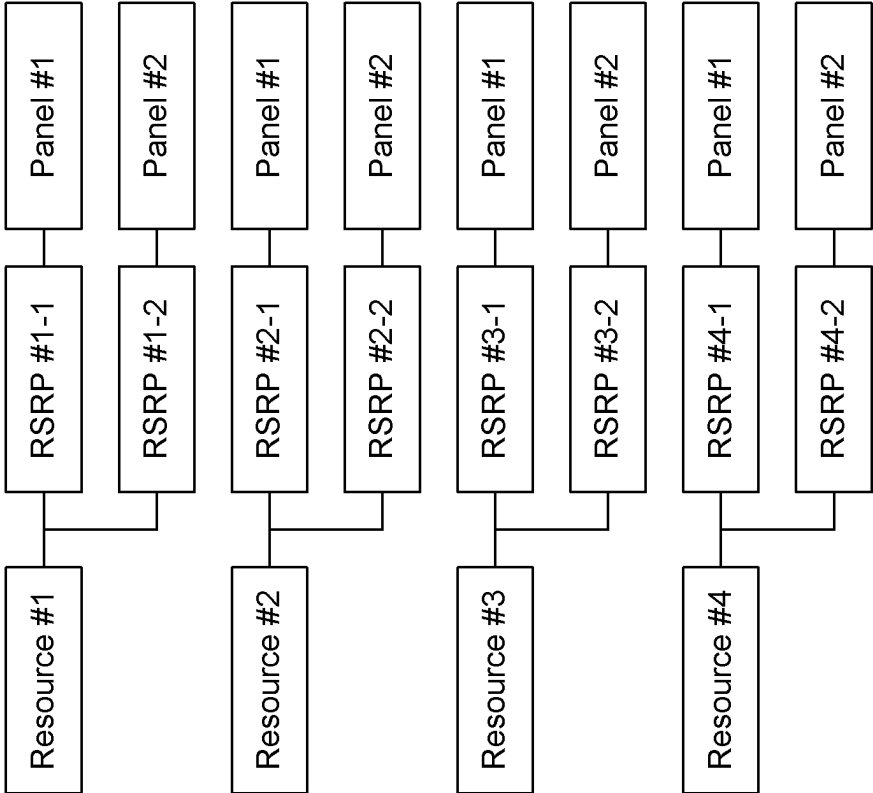 Panel #1
Panel #2
Panel #1
Panel #2
Panel #1
Panel #2
Panel #1
Panel #2
RSRP #1-1
RSRP #1-2
RSRP #2-1
RSRP #2-2
RSRP #3-1
RSRP #3-2
RSRP #4-1
RSRP #4-2
Resource #1
Resource #2
Resource #3
Resource #4